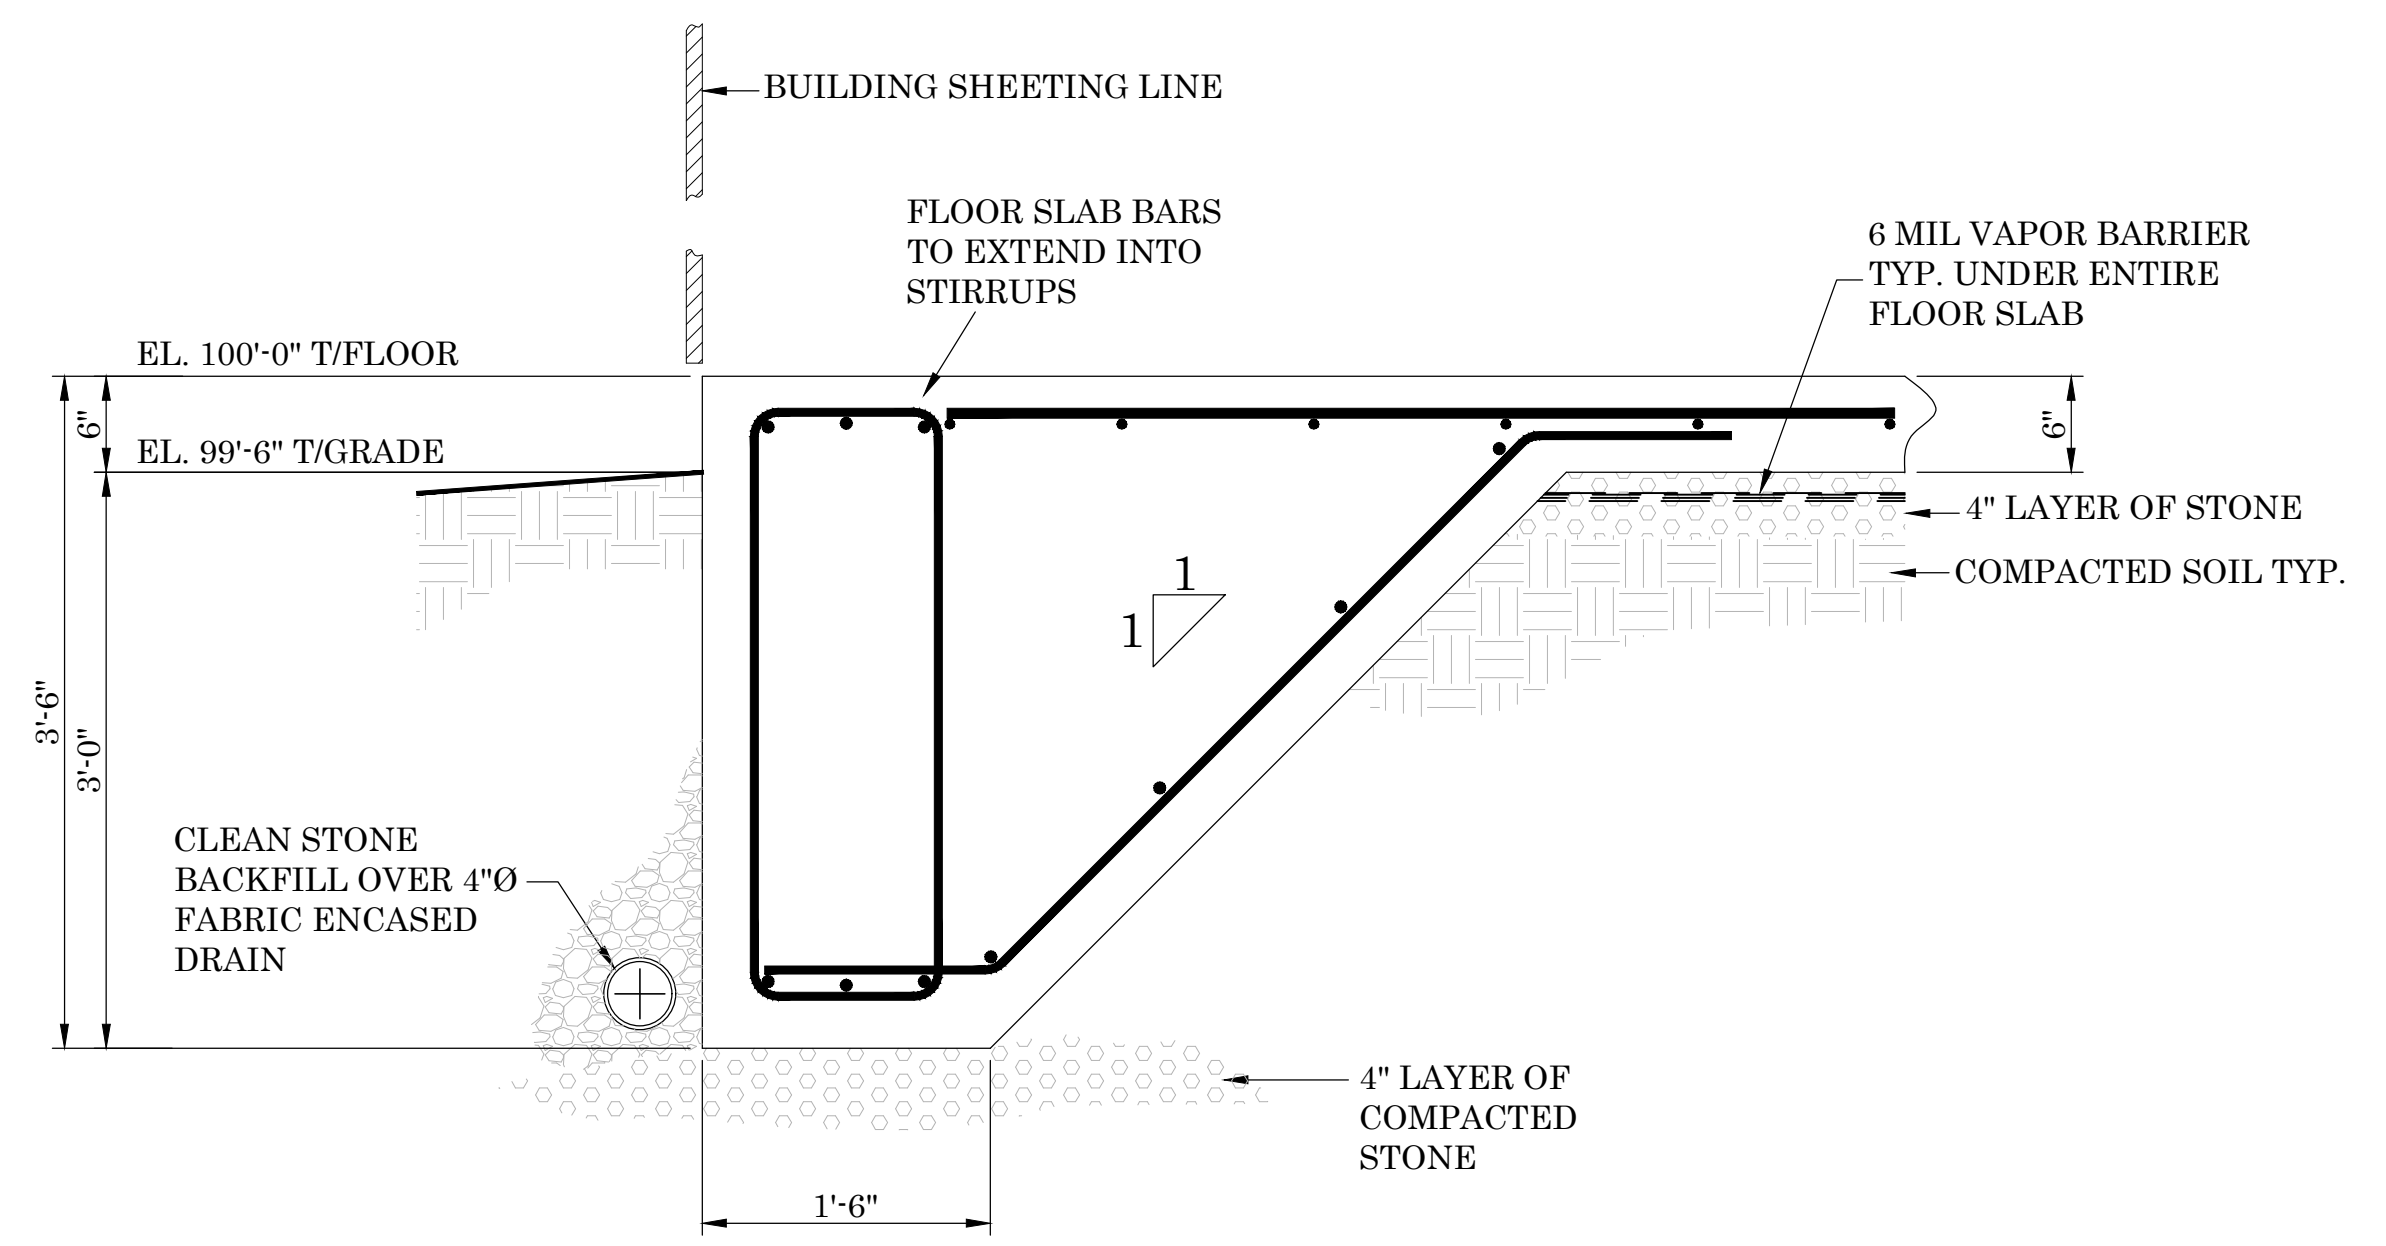 BUILDING SHEETING LINE
FLOOR SLAB BARS
TO EXTEND INTO
STIRRUPS
6 MIL VAPOR BARRIER
TYP. UNDER ENTIRE
FLOOR SLAB
EL. 100'-0" T/FLOOR
6"
EL. 99'-6" T/GRADE
6"
4" LAYER OF STONE
COMPACTED SOIL TYP.
1
1
3'-6"
3'-0"
CLEAN STONE
BACKFILL OVER 4"Ø
FABRIC ENCASED
DRAIN
4" LAYER OF
COMPACTED
STONE
1'-6"